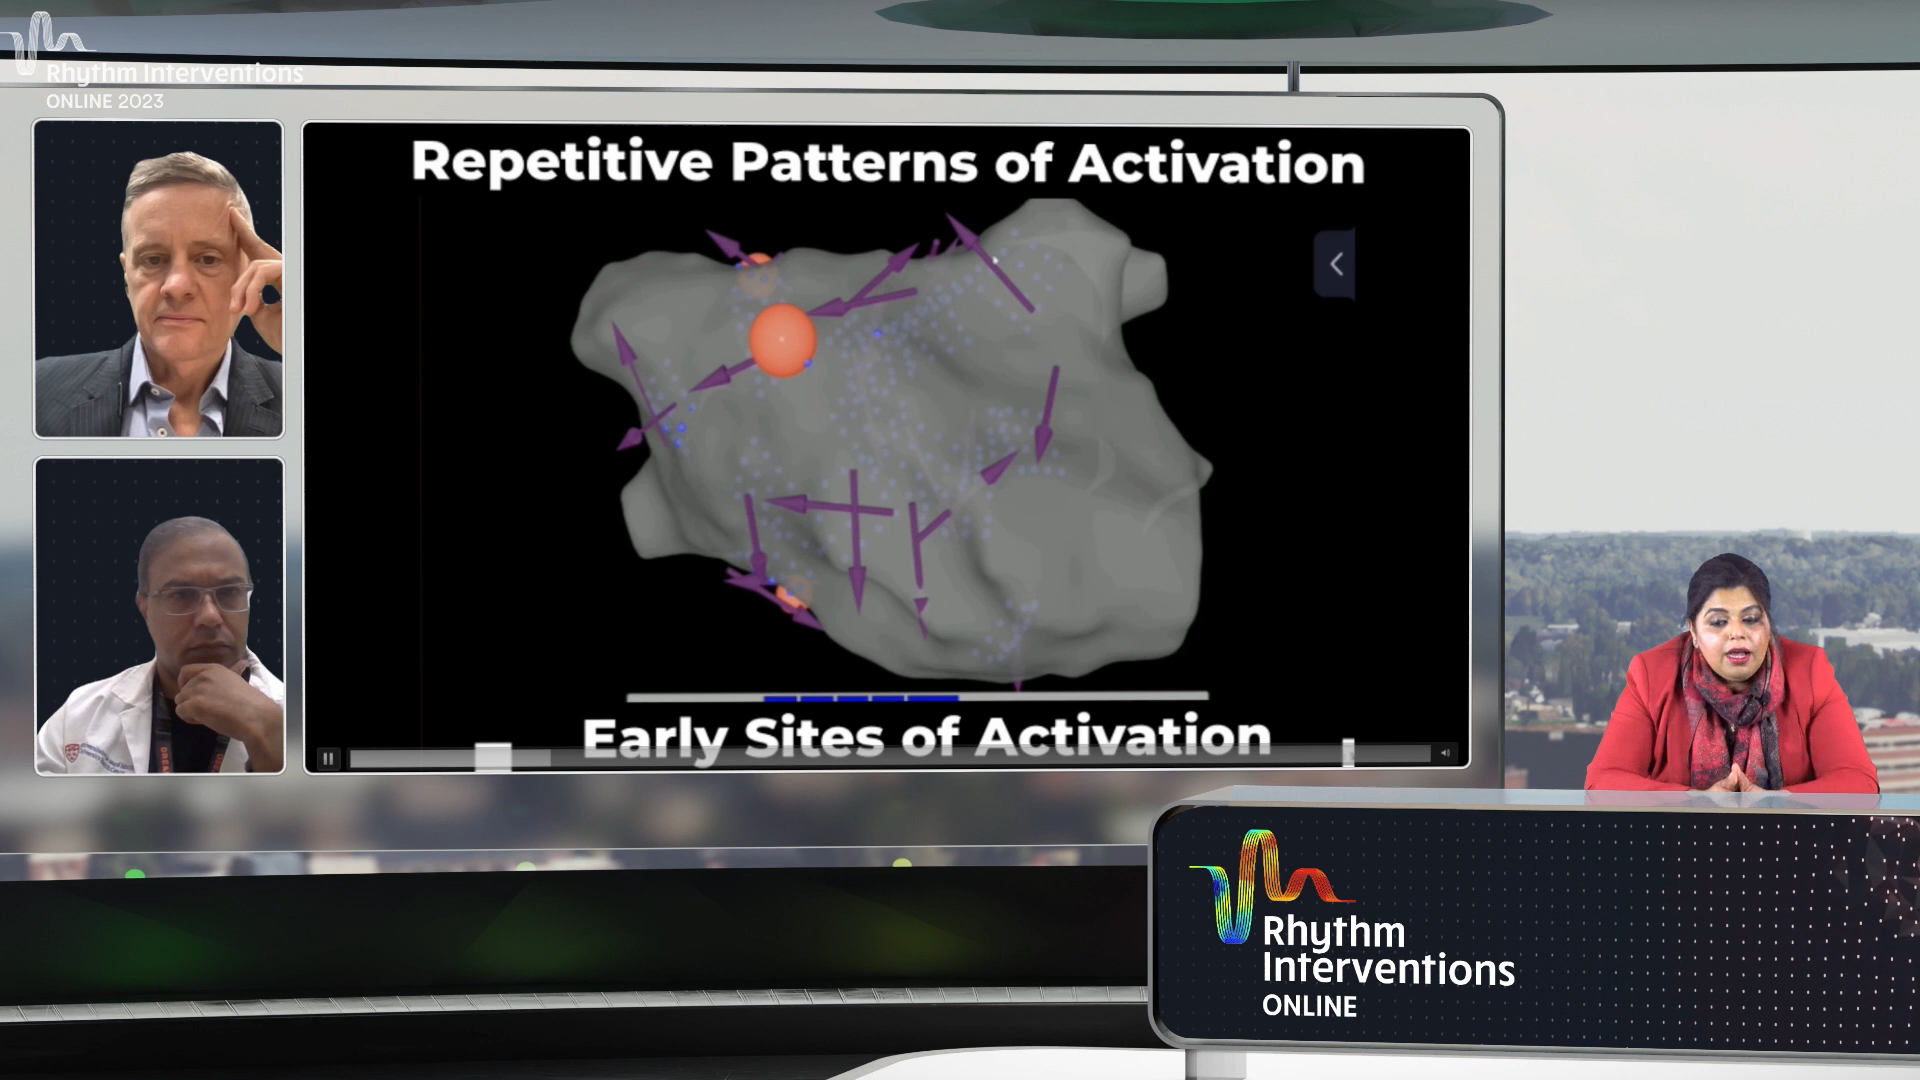 Rhythm Interventions
ONLINE 2023
Repetitive Patterns of Activation
Early Sites of Activation
Rhythm
Interventions
ONLINE